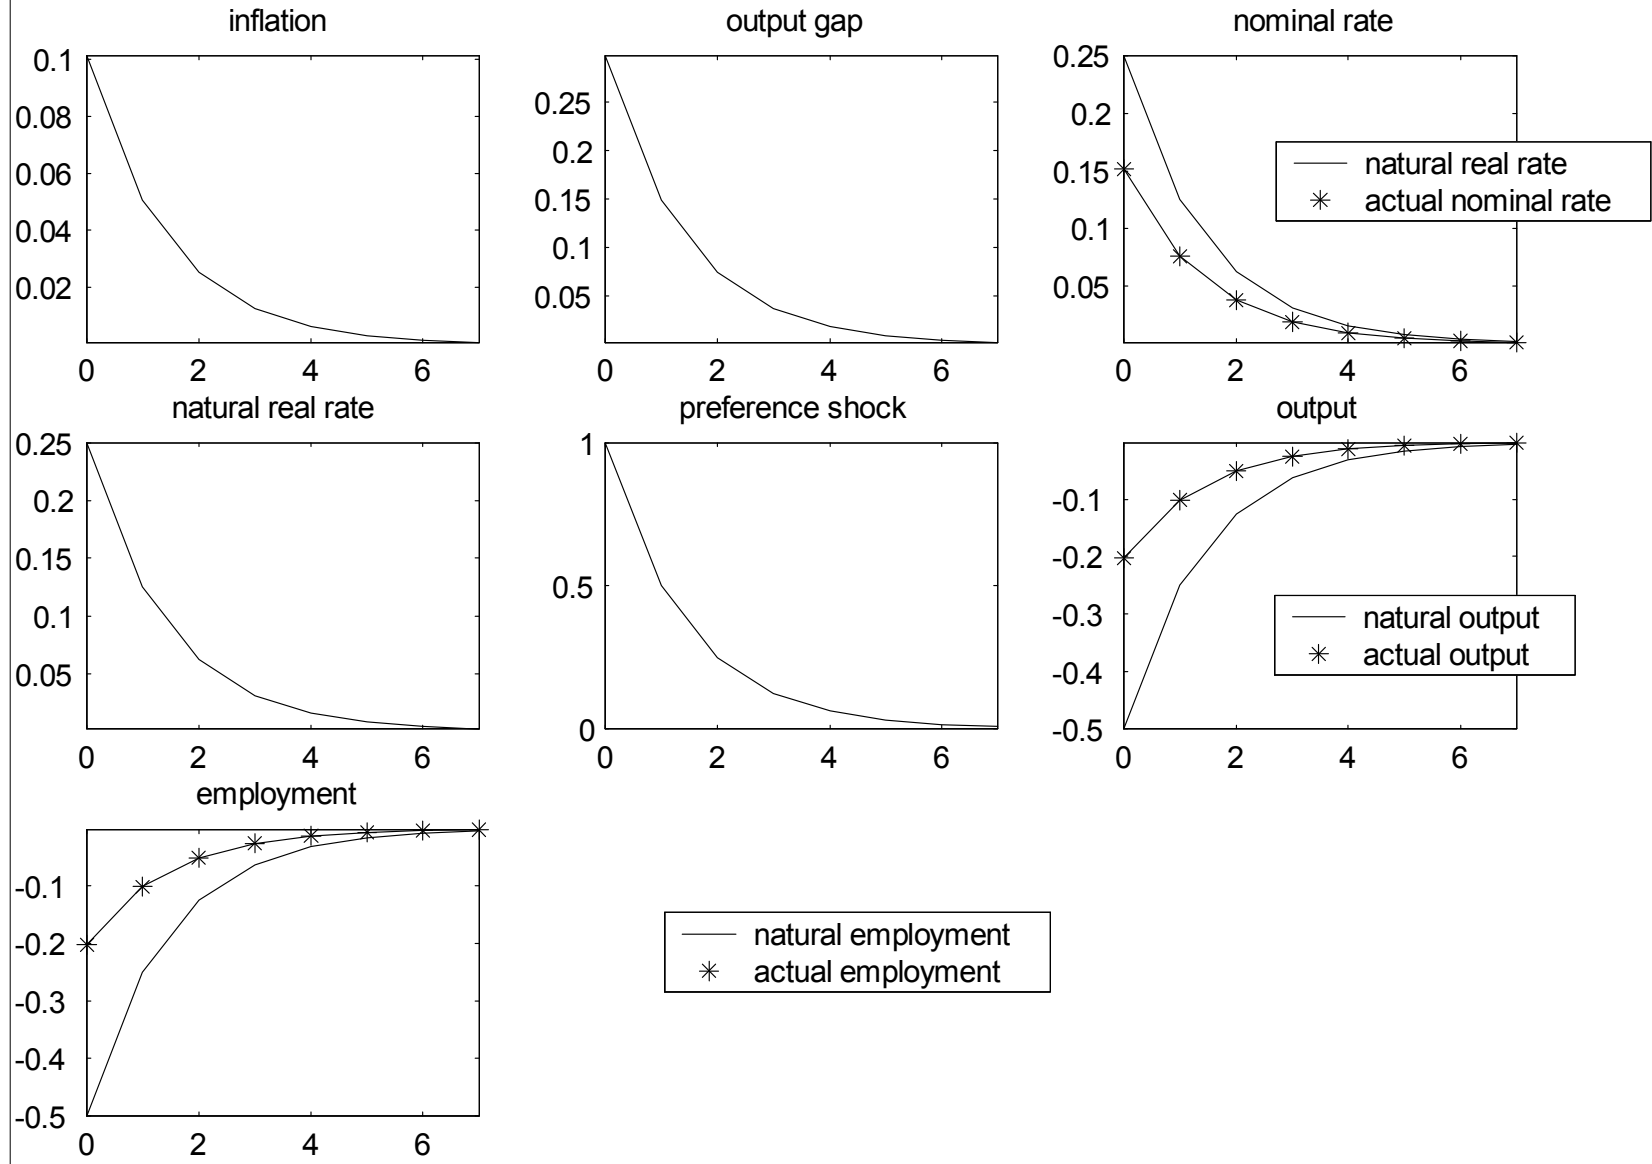 inflation
0.1
0.08
0.06
0.04
0.02
0 2 4 6
output gap
0.25
0.2
0.15
0.1
0.05
0 2 4 6
nominal rate
0.25
0.2
0.15
0.1
0.05
natural real rate
actual nominal rate
0 2 4 6
natural real rate
0.25
0.2
0.15
0.1
0.05
0 2 4 6
preference shock
1
0.5
0
0 2 4 6
output
-0.1
-0.2
-0.3
-0.4
-0.5
natural output
actual output
0 2 4 6
employment
-0.1
-0.2
-0.3
-0.4
-0.5
0 2 4 6
natural employment
actual employment